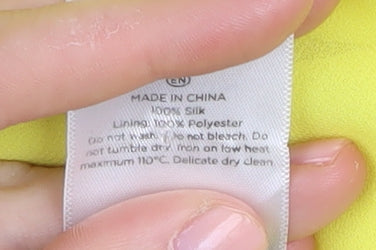 EN
MADE IN CHINA
100% Silk
Lining: 100% Polyester
Do not wash. Do not bleach. Do
not tumble dry. Iron on low heat
maximum 110°C. Delicate dry clean.